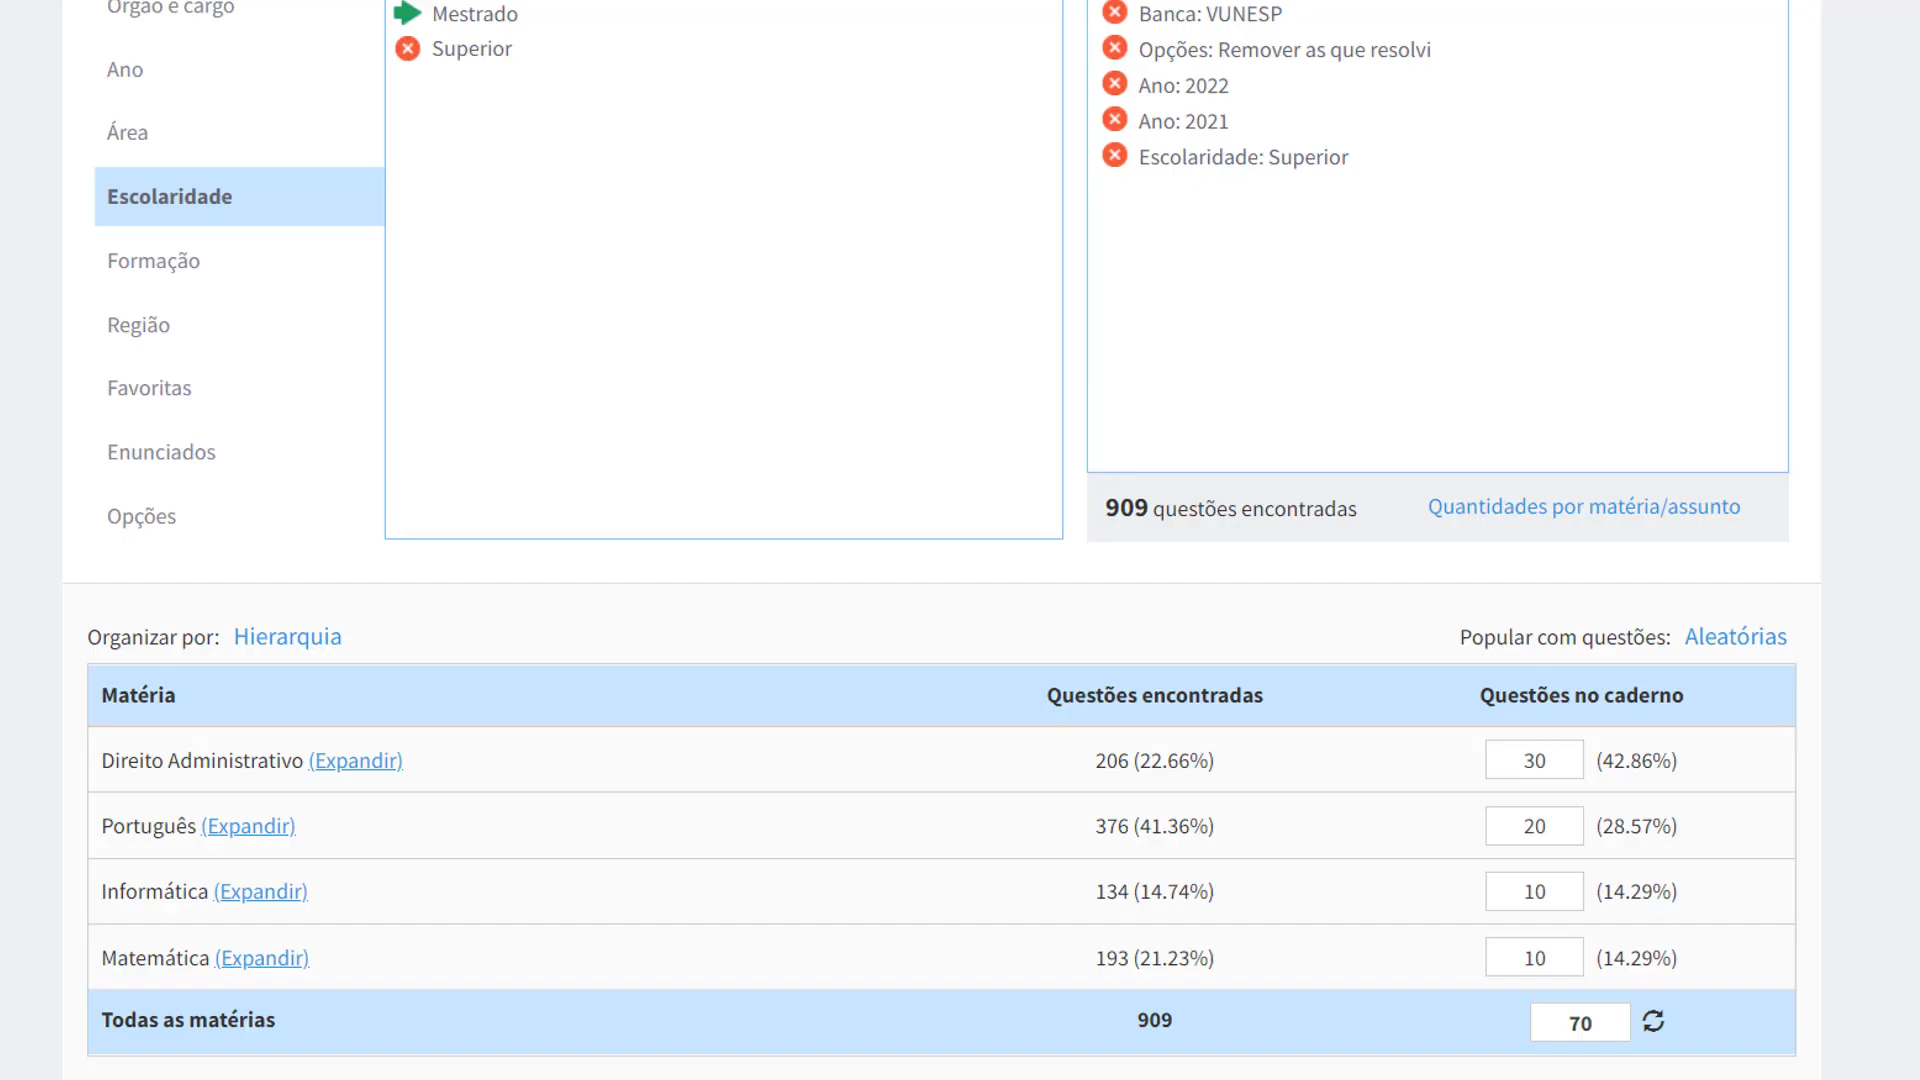 Órgão e cargo
Ano
Área
Escolaridade
Formação
Região
Favoritas
Enunciados
Opções
Mestrado
Superior
Banca: VUNESP
Opções: Remover as que resolvi
Ano: 2022
Ano: 2021
Escolaridade: Superior
909 questões encontradas Quantidades por matéria/assunto
Organizar por: Hierarquia Popular com questões: Aleatórias
Matéria Questões encontradas Questões no caderno
Direito Administrativo (Expandir) 206 (22.66%) 30 (42.86%)
Português (Expandir) 376 (41.36%) 20 (28.57%)
Informática (Expandir) 134 (14.74%) 10 (14.29%)
Matemática (Expandir) 193 (21.23%) 10 (14.29%)
Todas as matérias 909 70